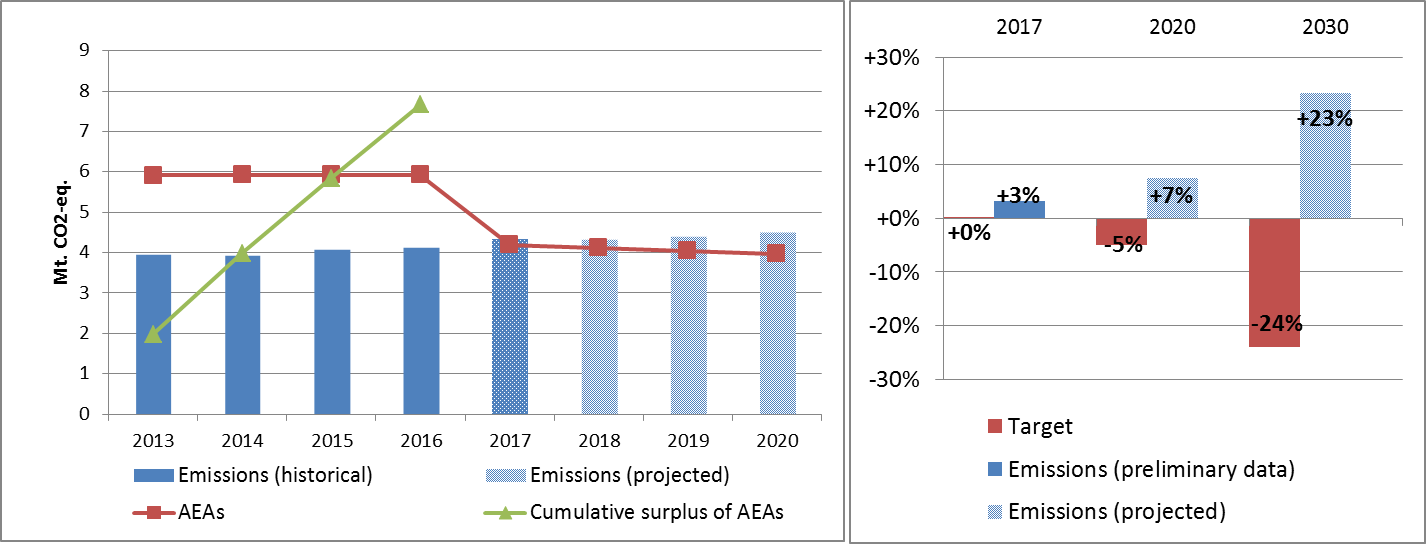 9
8
7
6
5
4
3
2
1
0
Mt. CO2-eq.
2013 2014 2015 2016 2017 2018 2019 2020
Emissions (historical) Emissions (projected)
AEAs Cumulative surplus of AEAs
2017 2020 2030
+30%
+20%
+10%
+0%
-10%
-20%
-30%
+0% +3% -5% +7% -24% +23%
Target
Emissions (preliminary data)
Emissions (projected)